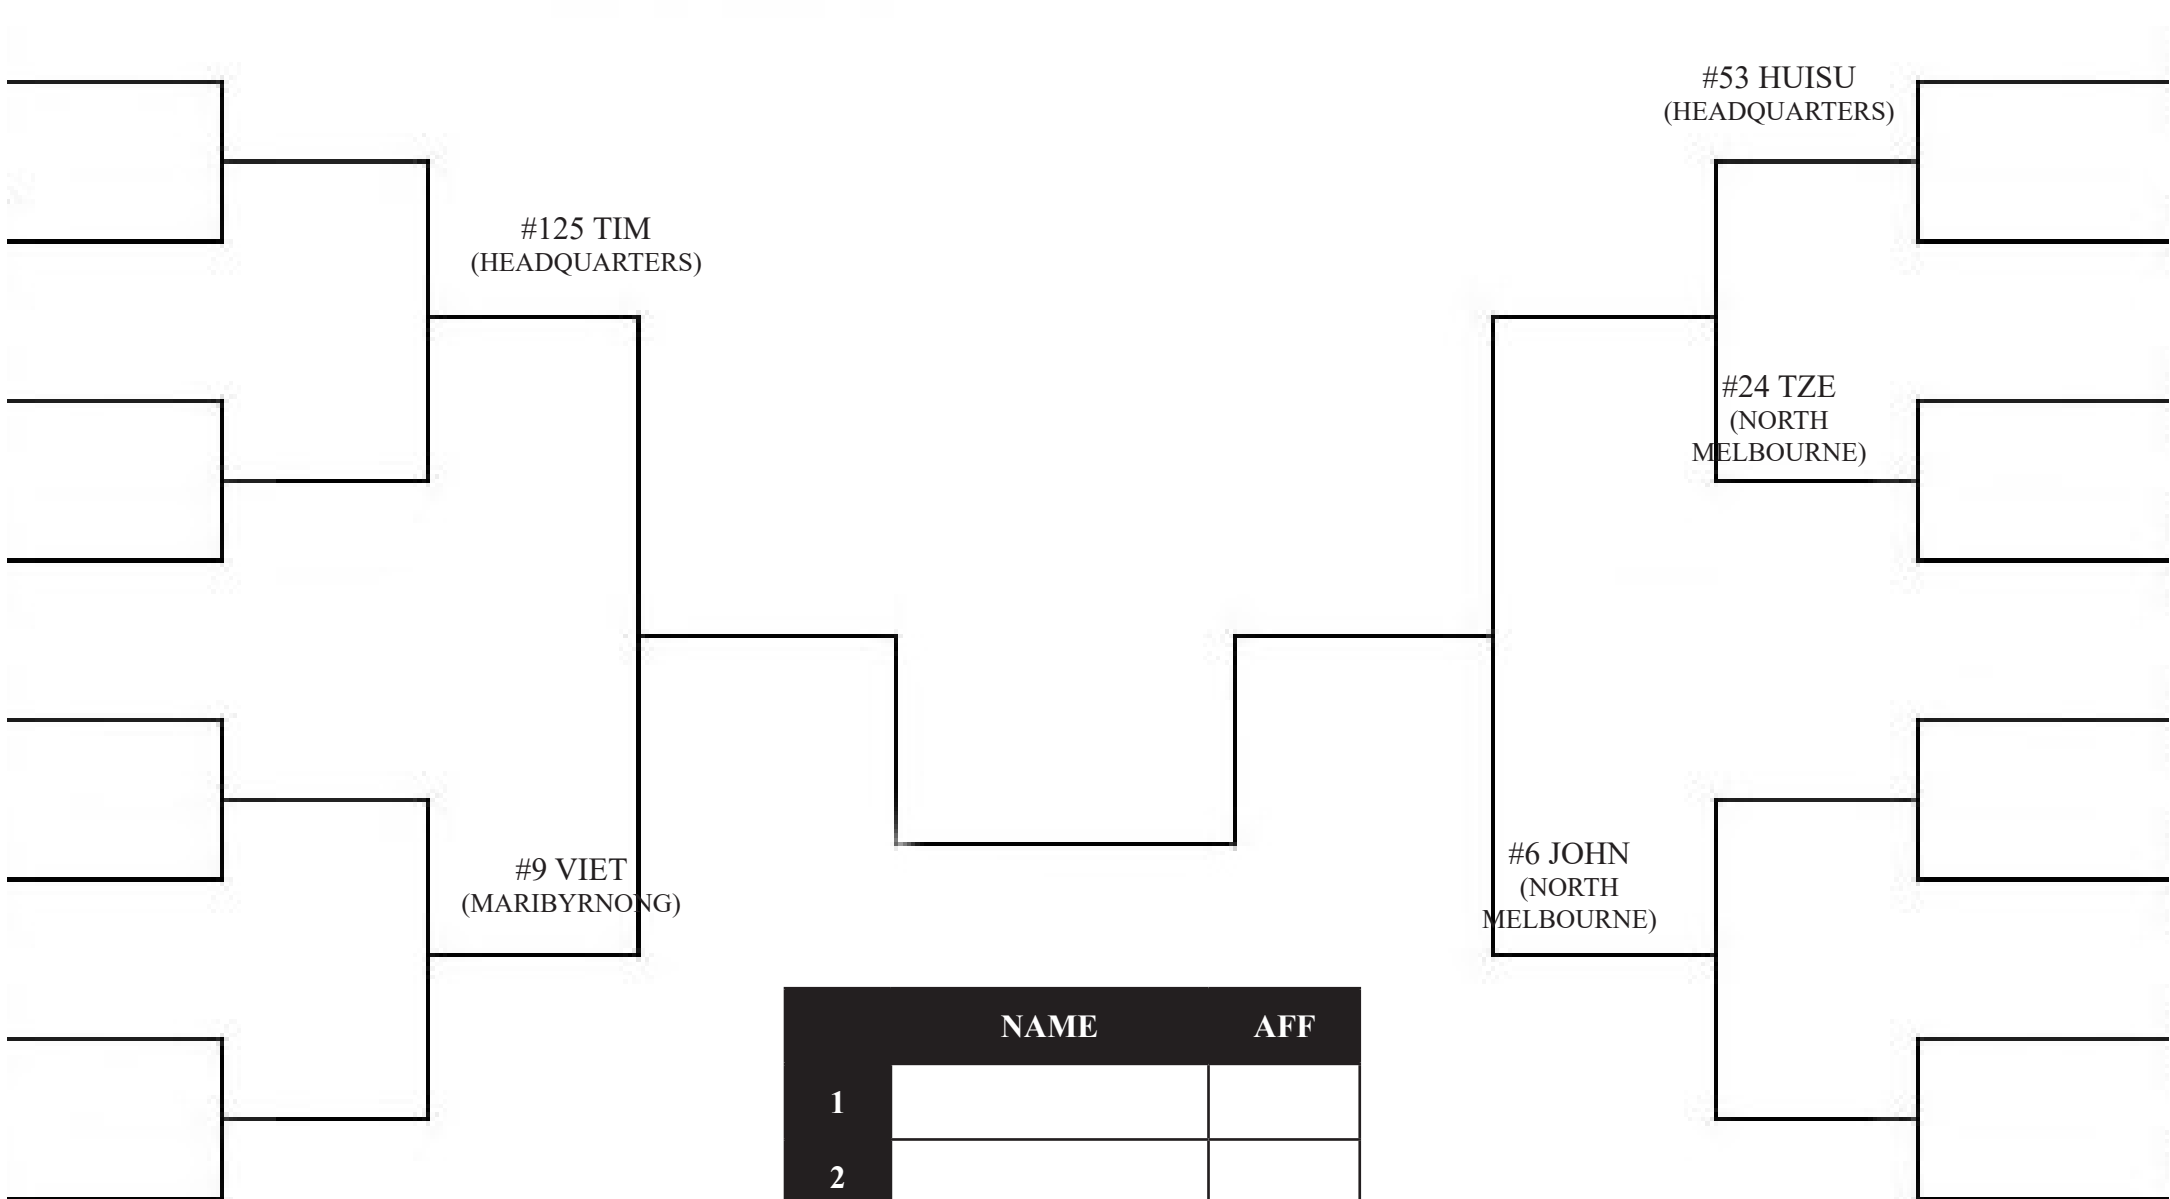 #53 HUISU
(HEADQUARTERS)
#125 TIM
(HEADQUARTERS)
#24 TZE
(NORTH
MELBOURNE)
#9 VIET
(MARIBYRNONG)
#6 JOHN
(NORTH
MELBOURNE)
NAME AFF
1
2